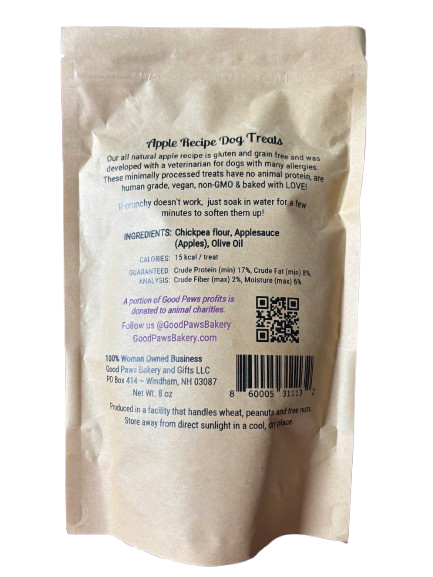 Apple Recipe Dog Treats
Our all natural apple recipe is gluten and grain free and was
developed with a veterinarian for dogs with many allergies.
These minimally processed treats have no animal protein, are
human grade, vegan, non-GMO & baked with LOVE!
If crunchy doesn't work, just soak in water for a few
minutes to soften them up!
INGREDIENTS: Chickpea flour, Applesauce
(Apples), Olive Oil
CALORIES: 15 kcal / treat
GUARANTEED Crude Protein (min) 17%, Crude Fat (min) 8%,
ANALYSIS: Crude Fiber (max) 2%, Moisture (max) 6%
A portion of Good Paws profits is
donated to animal charities.
Follow us @GoodPawsBakery
GoodPawsBakery.com
100% Woman Owned Business
Good Paws Bakery and Gifts LLC
PO Box 414 – Windham, NH 03087
Net Wt. 8 oz
8 60005 31113 2
Produced in a facility that handles wheat, peanuts and tree nuts.
Store away from direct sunlight in a cool, dry place.